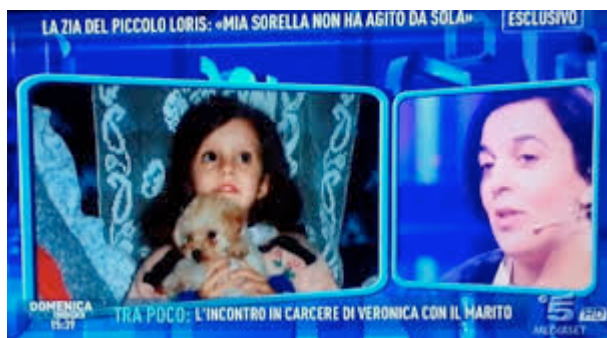 LA ZIA DEL PICCOLO LORIS: «MIA SORELLA NON HA AGITO DA SOLA»
ESCLUSIVO
DOMENICA
15:31
TRA POCO: L'INCONTRO IN CARCERE DI VERONICA CON IL MARITO
5 HD
MEDIASET